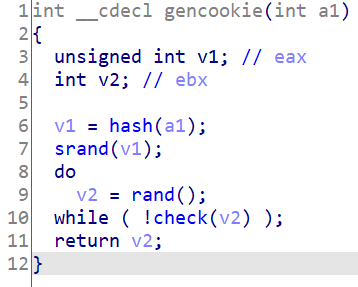 1 int __cdecl gencookie(int a1)
2 {
3   unsigned int v1; // eax
4   int v2; // ebx
5
6   v1 = hash(a1);
7   srand(v1);
8   do
9     v2 = rand();
10   while ( !check(v2) );
11   return v2;
12 }